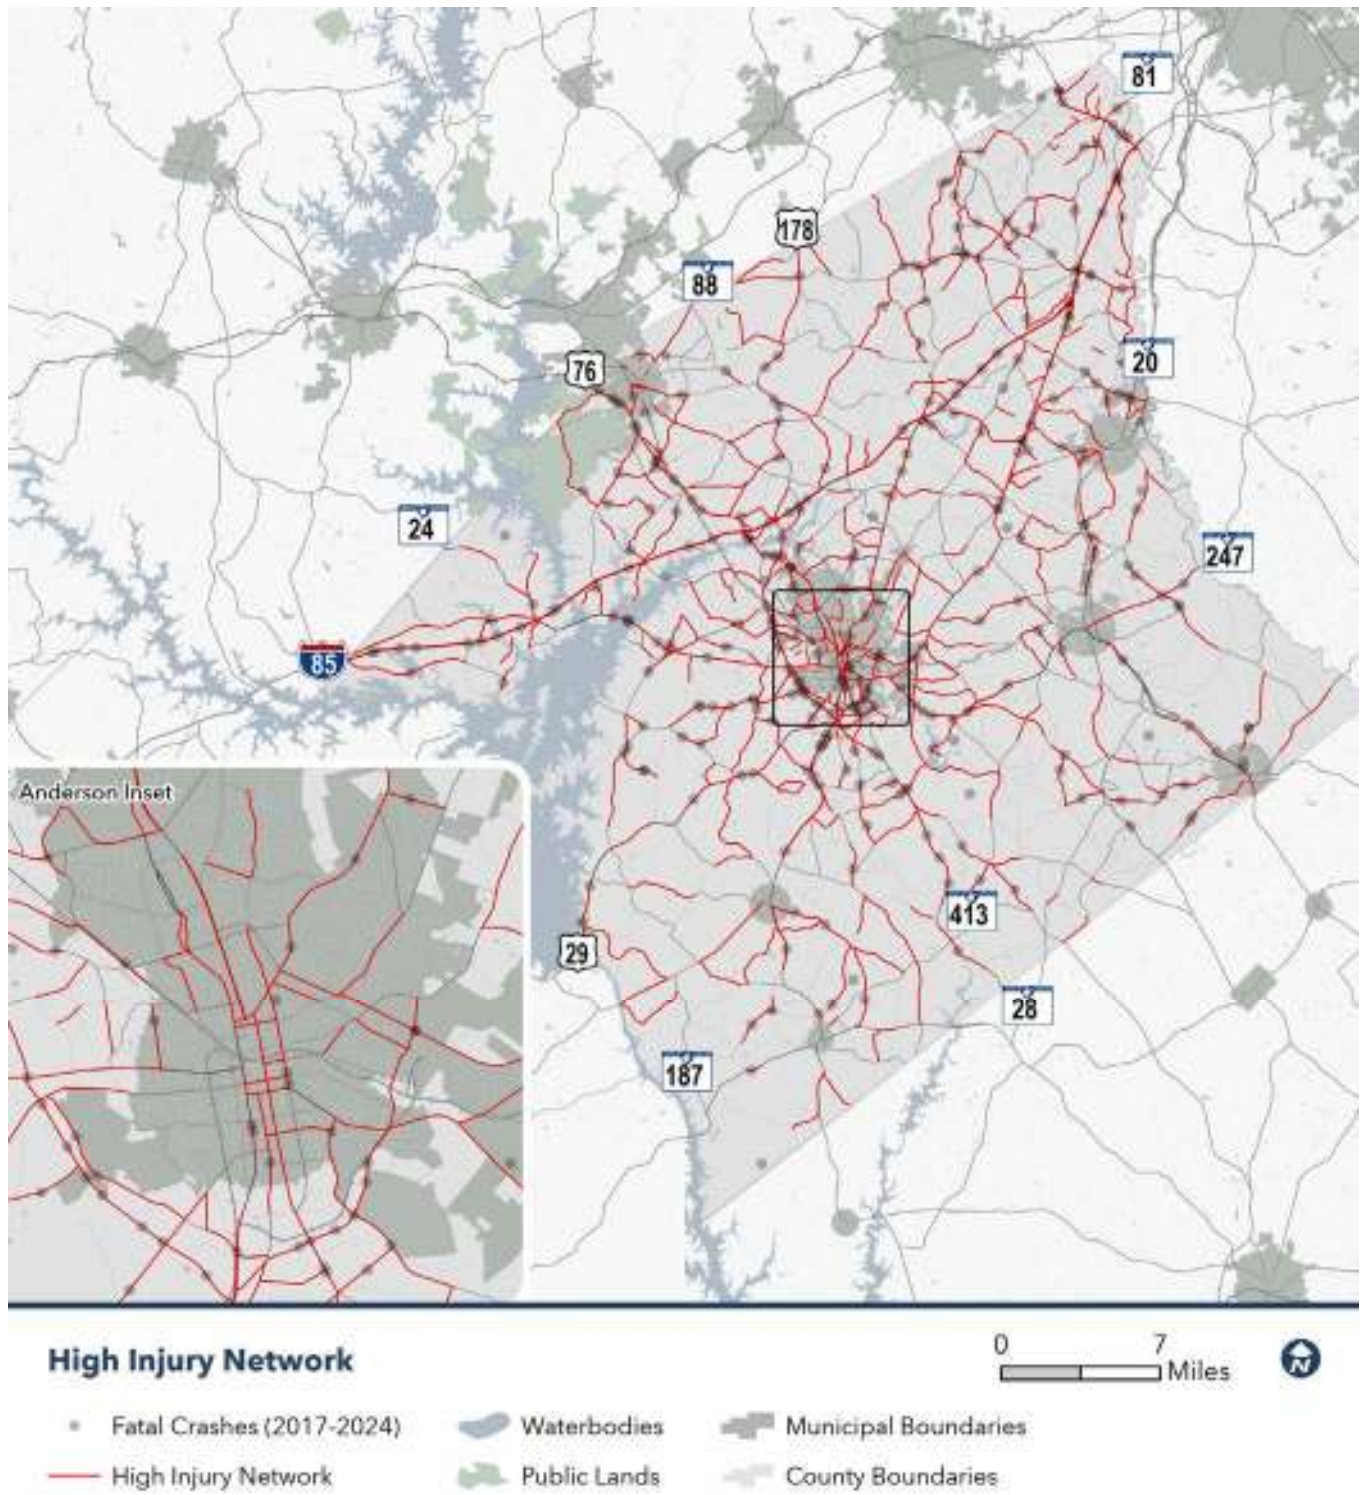 81
178
88
76
20
24
247
85
Anderson Inset
413
29
28
187
High Injury Network
0 7
Miles
N
Fatal Crashes (2017-2024)
Waterbodies
Municipal Boundaries
High Injury Network
Public Lands
County Boundaries